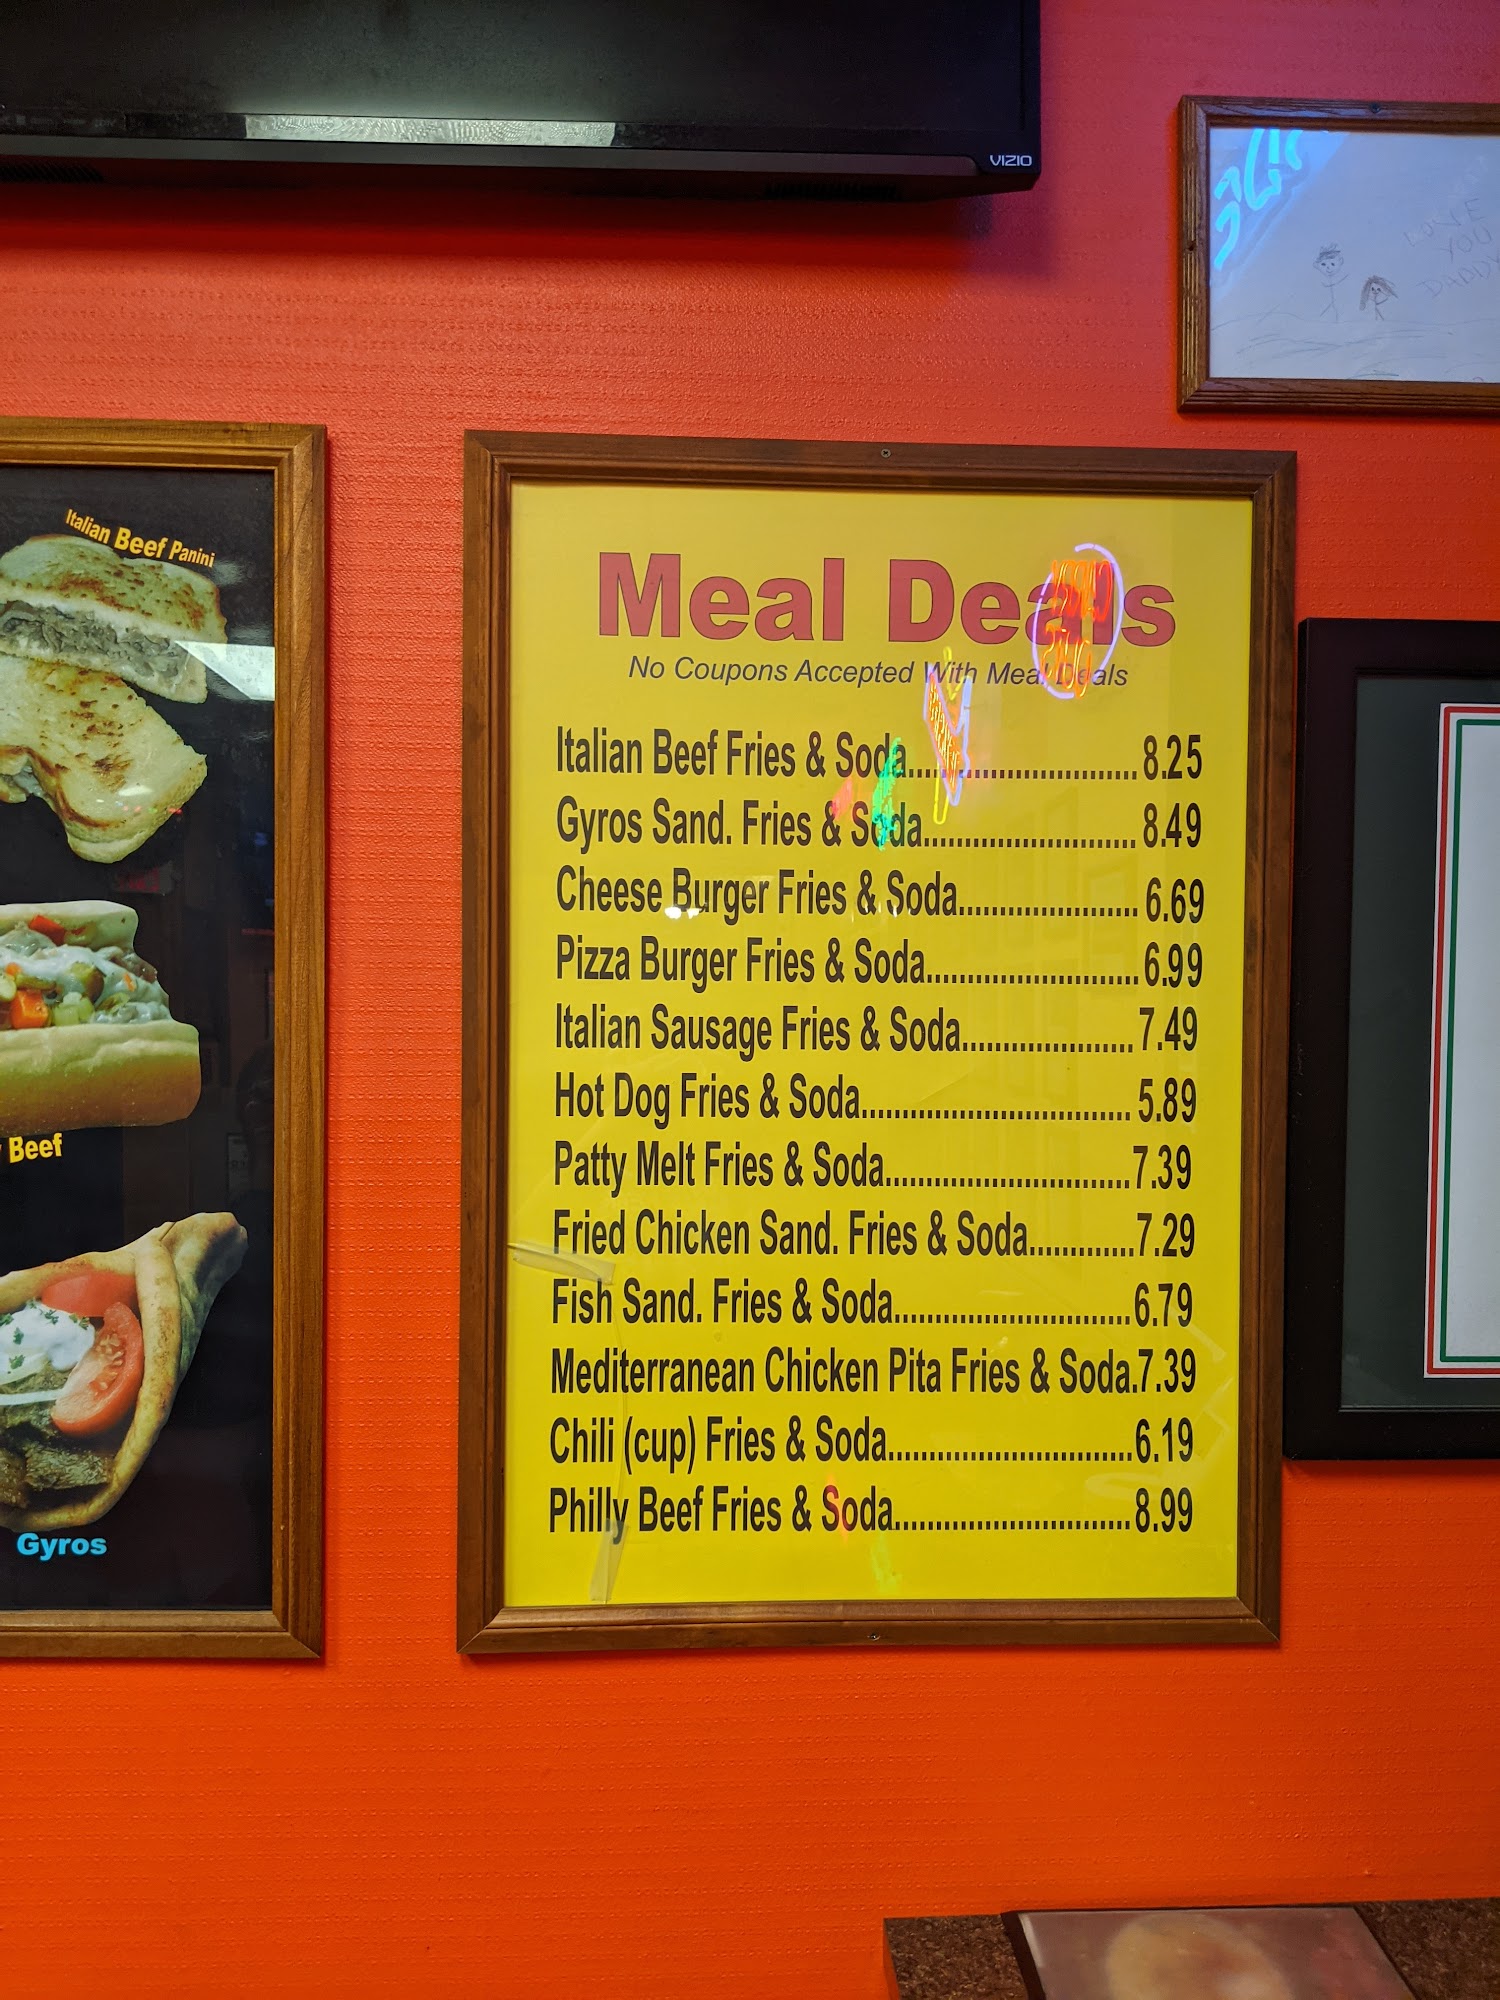 VIZIO
LOVE
YOU
DADDY
Italian Beef Panini
Beef
Gyros
Meal Deals
No Coupons Accepted With Meal Deals
Italian Beef Fries & Soda............................ 8.25
Gyros Sand. Fries & Soda.......................... 8.49
Cheese Burger Fries & Soda...................... 6.69
Pizza Burger Fries & Soda..........................6.99
Italian Sausage Fries & Soda..................... 7.49
Hot Dog Fries & Soda................................. 5.89
Patty Melt Fries & Soda..............................7.39
Fried Chicken Sand. Fries & Soda.............7.29
Fish Sand. Fries & Soda.............................6.79
Mediterranean Chicken Pita Fries & Soda.7.39
Chili (cup) Fries & Soda..............................6.19
Philly Beef Fries & Soda.............................8.99